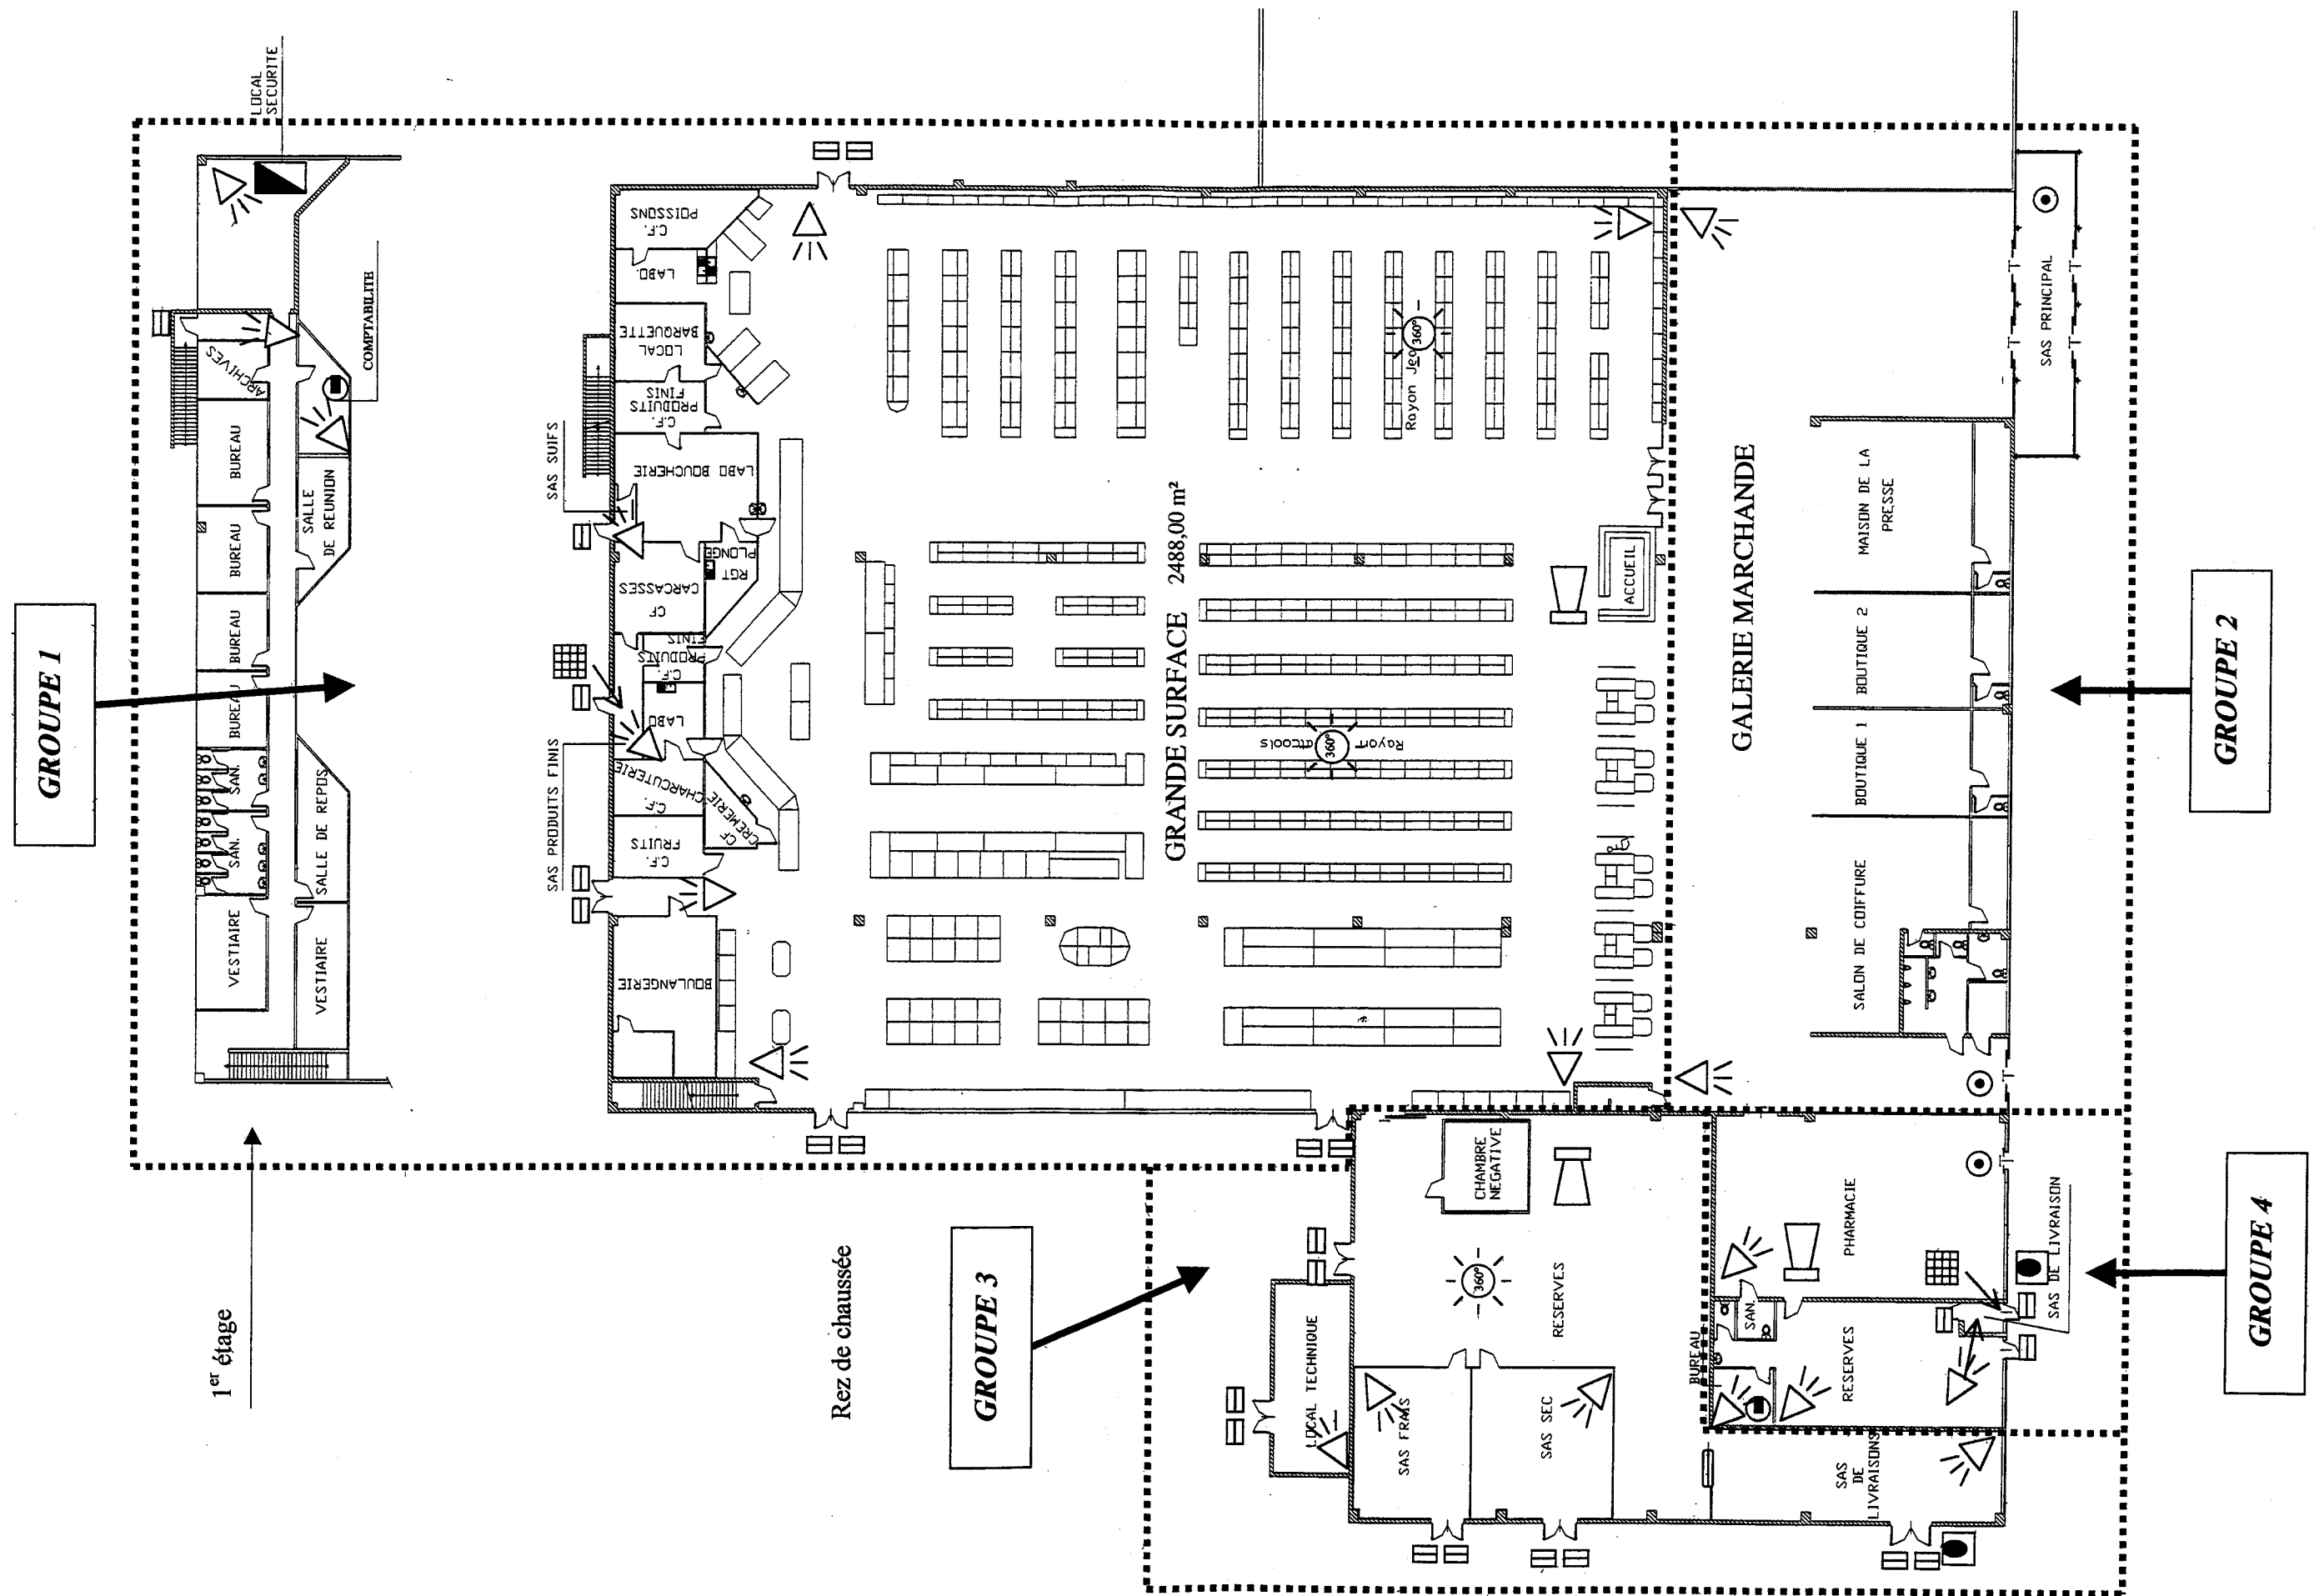 LOCAL
SECURITE
COMPTABILITE
ARCHIVES
BUREAU
BUREAU
BUREAU
BUREAU
SALLE
DE REUNION
SAN.
SAN.
SALLE DE REPOS
VESTIAIRE
VESTIAIRE
1er étage
GROUPE 1
C.F.
POISSONS
LABO.
LOCAL
BARQUETTE
C.F.
PRODUITS
FINIS
SAS SUIFS
LABO BOUCHERIE
CF
CARCASSES
RGT
PLONGE
C.F.
PRODUITS
FINIS
LABO
SAS PRODUITS FINIS
C.F.
CHARCUTERIE
CF
CREMERIE
C.F.
FRUITS
BOULANGERIE
GRANDE SURFACE 2488,00 m²
Rayon Jeo
360°
Rayon
alcools
360°
ACCUEIL
GALERIE MARCHANDE
SAS PRINCIPAL
MAISON DE LA
PRESSE
BOUTIQUE 2
BOUTIQUE 1
SALON DE COIFFURE
GROUPE 2
Rez de chaussée
GROUPE 3
CHAMBRE
NEGATIVE
360°
RESERVES
LOCAL TECHNIQUE
SAS FRAIS
SAS SEC
SAS
DE
LIVRAISONS
PHARMACIE
SAN.
BUREAU
RESERVES
SAS DE LIVRAISON
GROUPE 4